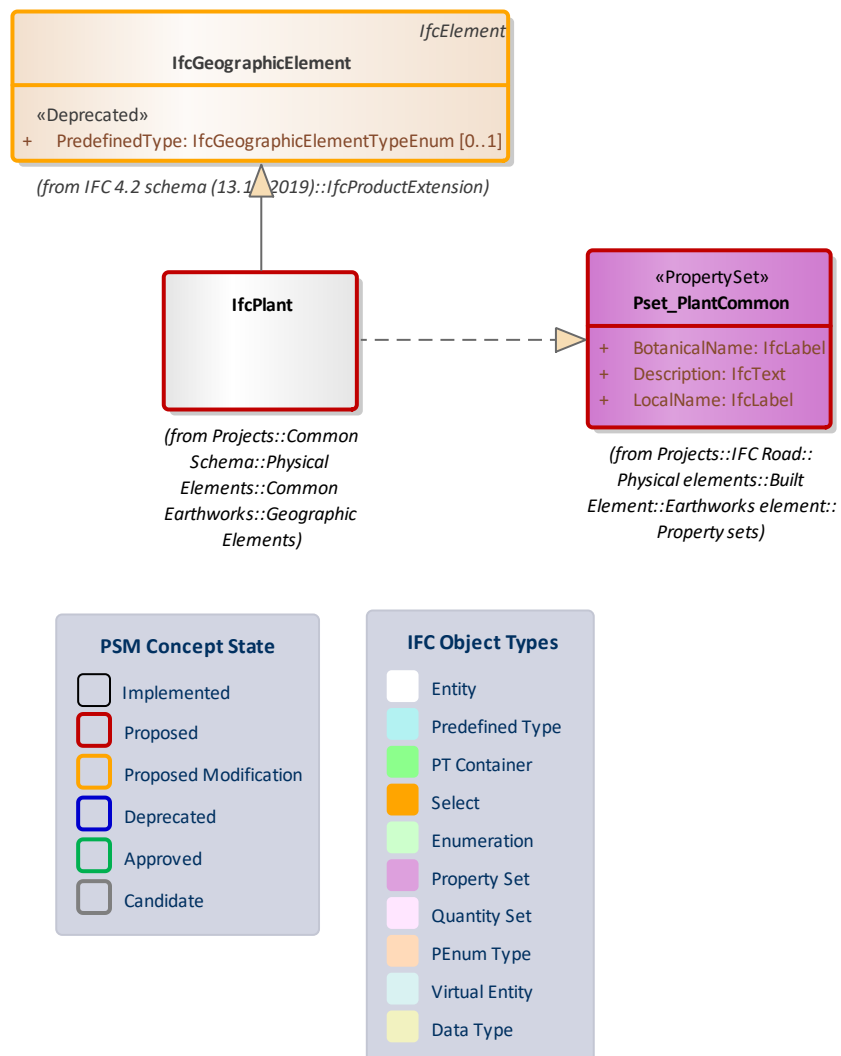 IfcElement
IfcGeographicElement
«Deprecated»
+ PredefinedType: IfcGeographicElementTypeEnum [0..1]
(from IFC 4.2 schema (13.1 2019)::IfcProductExtension)
IfcPlant
(from Projects::Common
Schema::Physical
Elements::Common
Earthworks::Geographic
Elements)
«PropertySet»
Pset_PlantCommon
+ BotanicalName: IfcLabel
+ Description: IfcText
+ LocalName: IfcLabel
(from Projects::IFC Road::
Physical elements::Built
Element::Earthworks element::
Property sets)
PSM Concept State
Implemented
Proposed
Proposed Modification
Deprecated
Approved
Candidate
IFC Object Types
Entity
Predefined Type
PT Container
Select
Enumeration
Property Set
Quantity Set
PEnum Type
Virtual Entity
Data Type